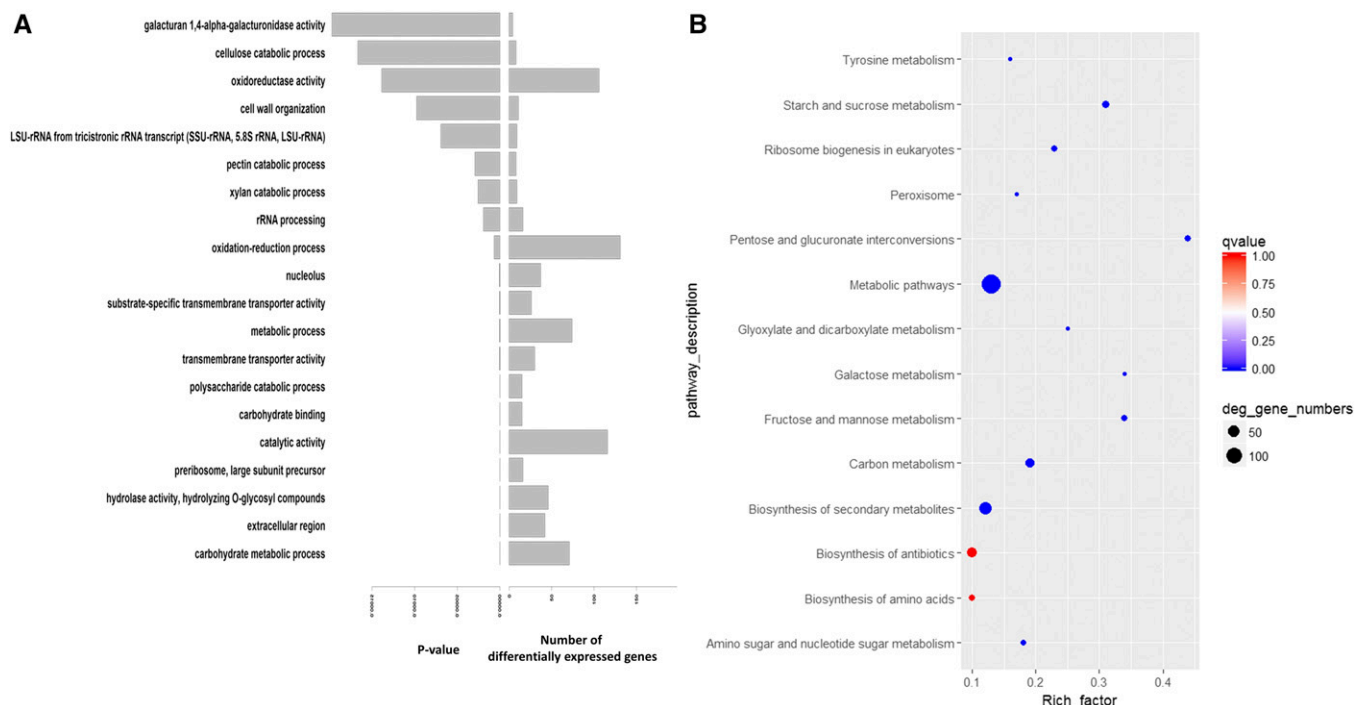 A
galacturan 1,4-alpha-galacturonidase activity
cellulose catabolic process
oxidoreductase activity
cell wall organization
LSU-rRNA from tricistronic rRNA transcript (SSU-rRNA, 5.8S rRNA, LSU-rRNA)
pectin catabolic process
xylan catabolic process
rRNA processing
oxidation-reduction process
nucleolus
substrate-specific transmembrane transporter activity
metabolic process
transmembrane transporter activity
polysaccharide catabolic process
carbohydrate binding
catalytic activity
preribosome, large subunit precursor
hydrolase activity, hydrolyzing O-glycosyl compounds
extracellular region
carbohydrate metabolic process
0 50 100 150
P-value
Number of
differentially expressed genes
B
pathway_description
Tyrosine metabolism
Starch and sucrose metabolism
Ribosome biogenesis in eukaryotes
Peroxisome
Pentose and glucuronate interconversions
Metabolic pathways
Glyoxylate and dicarboxylate metabolism
Galactose metabolism
Fructose and mannose metabolism
Carbon metabolism
Biosynthesis of secondary metabolites
Biosynthesis of antibiotics
Biosynthesis of amino acids
Amino sugar and nucleotide sugar metabolism
0.1 0.2 0.3 0.4
Rich_factor
qvalue
1.00
0.75
0.50
0.25
0.00
deg_gene_numbers
50
100